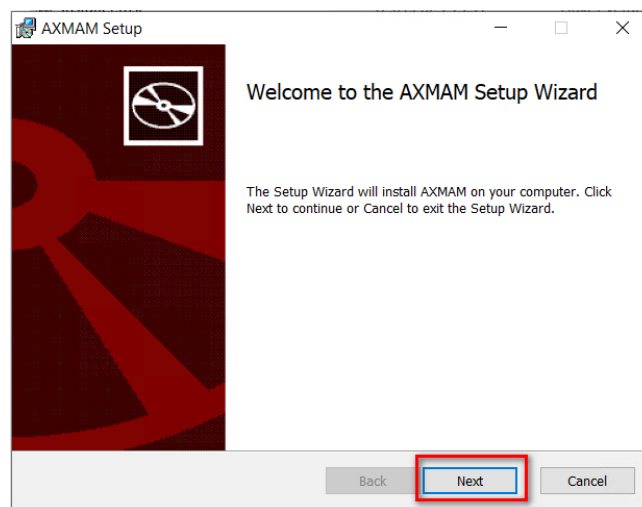 AXMAM Setup
Welcome to the AXMAM Setup Wizard
The Setup Wizard will install AXMAM on your computer. Click
Next to continue or Cancel to exit the Setup Wizard.
Back Next Cancel